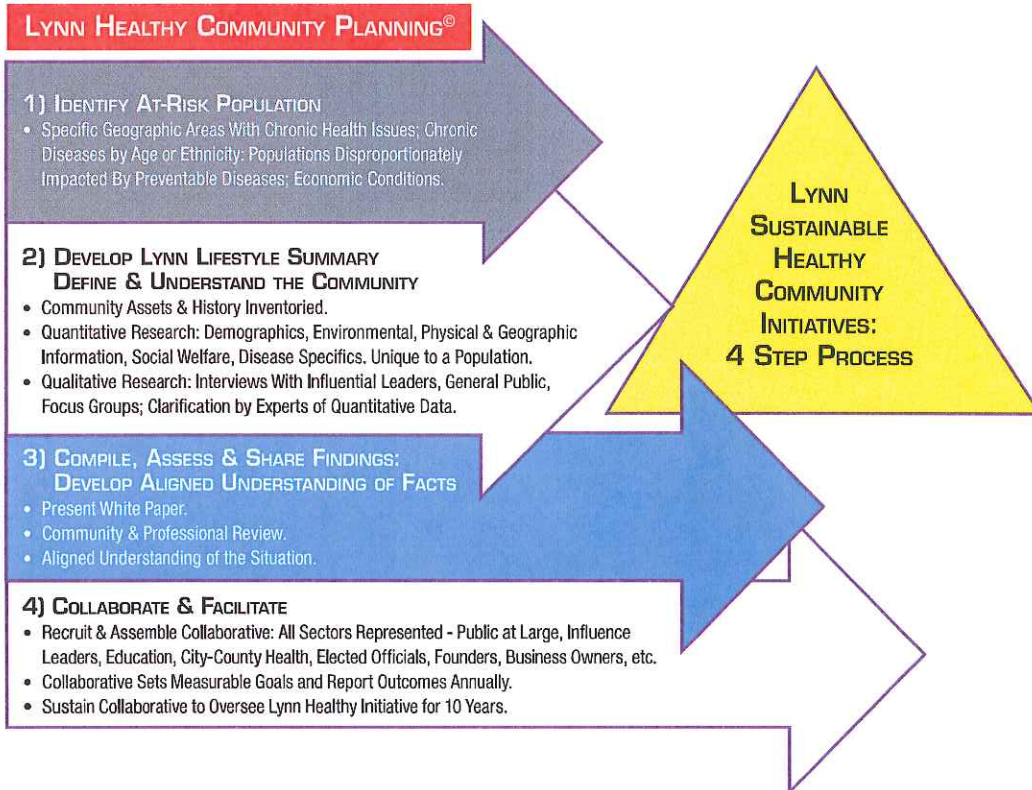 LYNN HEALTHY COMMUNITY PLANNING©
1) IDENTIFY AT-RISK POPULATION
• Specific Geographic Areas With Chronic Health Issues; Chronic
Diseases by Age or Ethnicity: Populations Disproportionately
Impacted By Preventable Diseases; Economic Conditions.
2) DEVELOP LYNN LIFESTYLE SUMMARY
DEFINE & UNDERSTAND THE COMMUNITY
• Community Assets & History Inventoried.
• Quantitative Research: Demographics, Environmental, Physical & Geographic
Information, Social Welfare, Disease Specifics. Unique to a Population.
• Qualitative Research: Interviews With Influential Leaders, General Public,
Focus Groups; Clarification by Experts of Quantitative Data.
3) COMPILE, ASSESS & SHARE FINDINGS:
DEVELOP ALIGNED UNDERSTANDING OF FACTS
• Present White Paper.
• Community & Professional Review.
• Aligned Understanding of the Situation.
4) COLLABORATE & FACILITATE
• Recruit & Assemble Collaborative: All Sectors Represented - Public at Large, Influence
Leaders, Education, City-County Health, Elected Officials, Founders, Business Owners, etc.
• Collaborative Sets Measurable Goals and Report Outcomes Annually.
• Sustain Collaborative to Oversee Lynn Healthy Initiative for 10 Years.
LYNN
SUSTAINABLE
HEALTHY
COMMUNITY
INITIATIVES:
4 STEP PROCESS